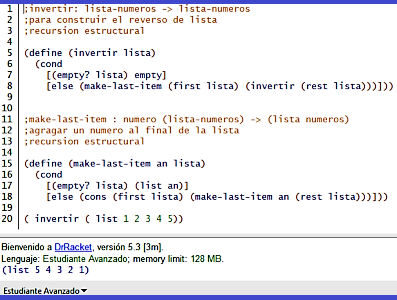 1 ;invertir: lista-numeros -> lista-numeros
2 ;para construir el reverso de lista
3 ;recursion estructural
4
5 (define (invertir lista)
6 (cond
7 [(empty? lista) empty]
8 [else (make-last-item (first lista) (invertir (rest lista)))]))
9
10
11 ;make-last-item : numero (lista-numeros) -> (lista numeros)
12 ;agragar un numero al final de la lista
13 ;recursion estructural
14
15 (define (make-last-item an lista)
16 (cond
17 [(empty? lista) (list an)]
18 [else (cons (first lista) (make-last-item an (rest lista)))]))
19
20 ( invertir ( list 1 2 3 4 5))
Bienvenido a DrRacket, versión 5.3 [3m].
Lenguaje: Estudiante Avanzado; memory limit: 128 MB.
(list 5 4 3 2 1)
Estudiante Avanzado